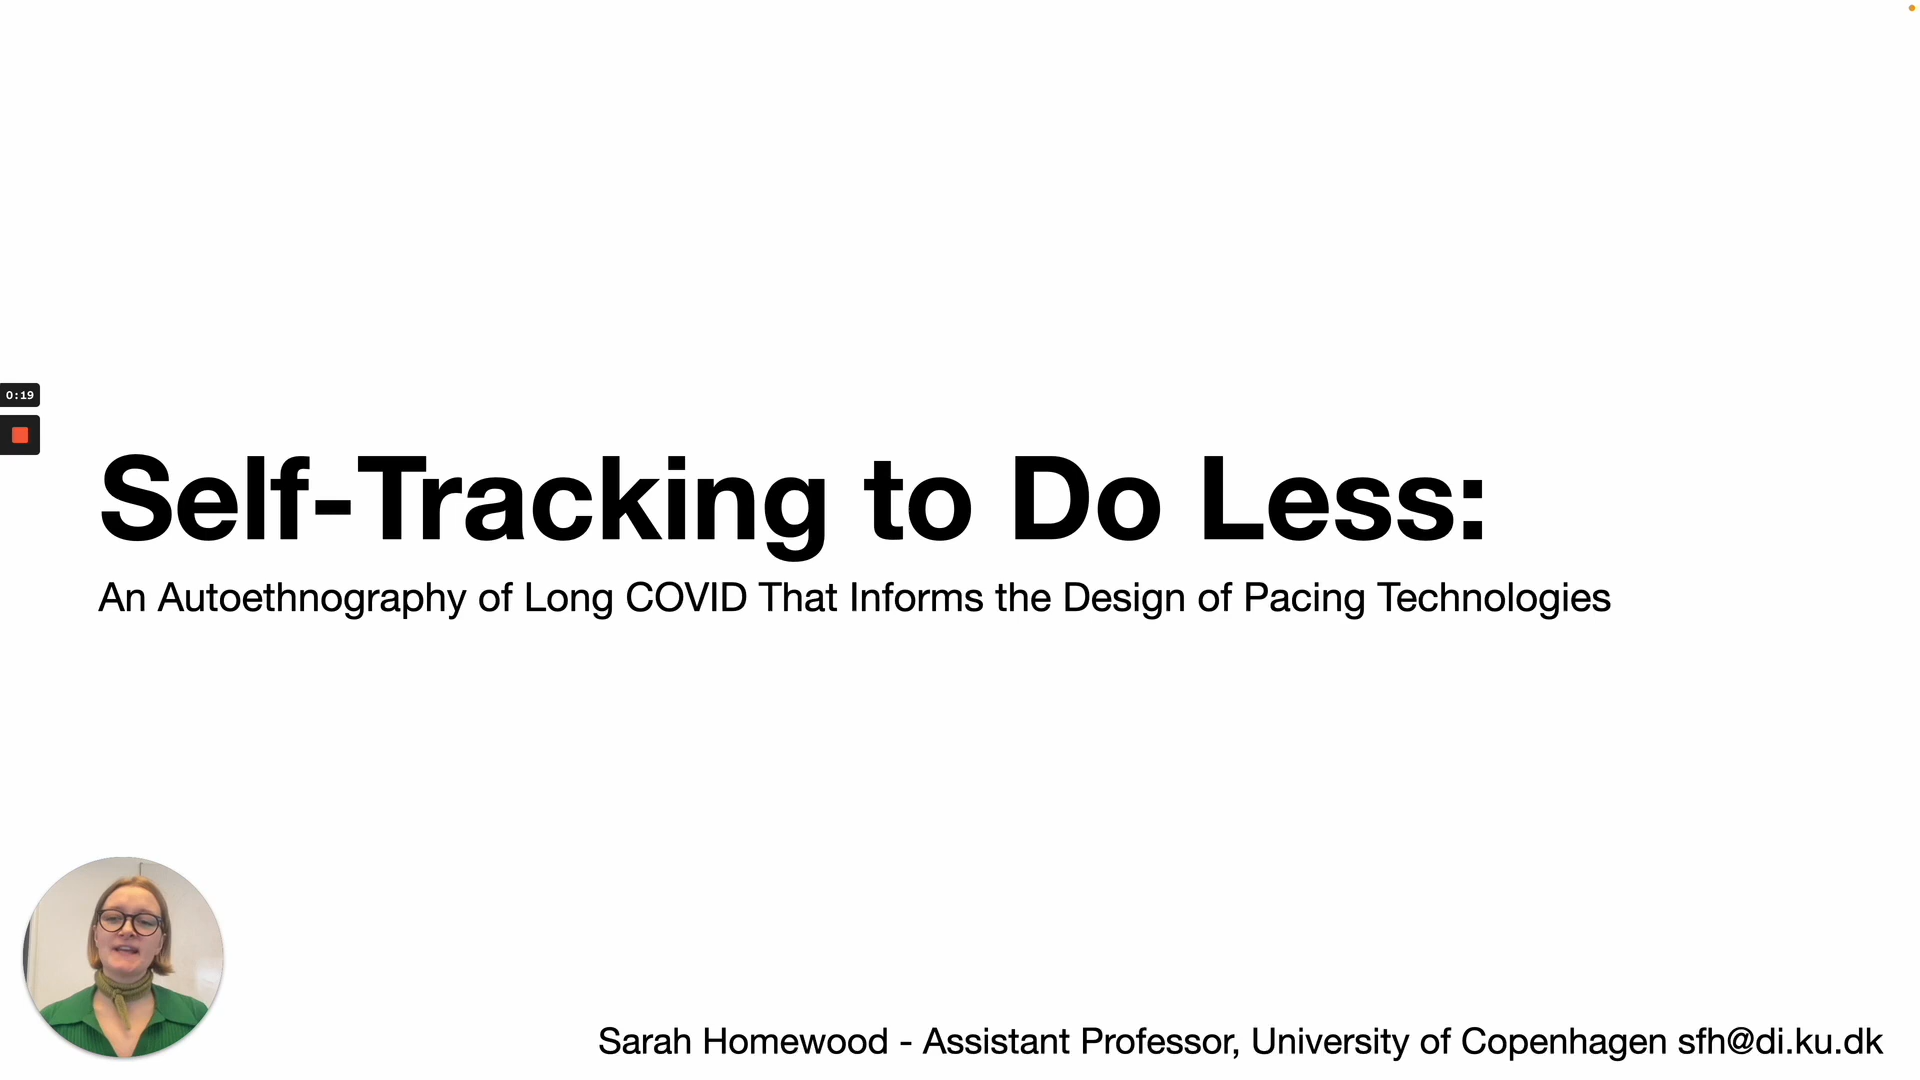 0:19
Self-Tracking to Do Less:
An Autoethnography of Long COVID That Informs the Design of Pacing Technologies
Sarah Homewood - Assistant Professor, University of Copenhagen sfh@di.ku.dk